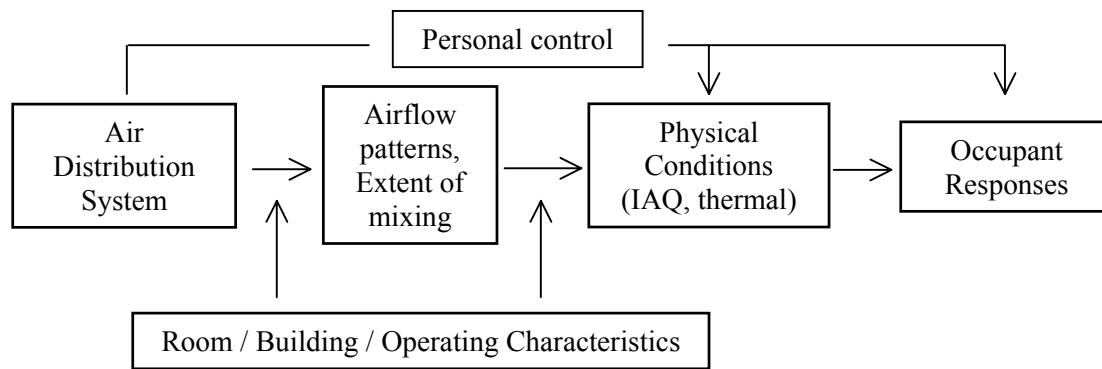 Personal control
Air
Distribution
System
Airflow
patterns,
Extent of
mixing
Physical
Conditions
(IAQ, thermal)
Occupant
Responses
Room / Building / Operating Characteristics